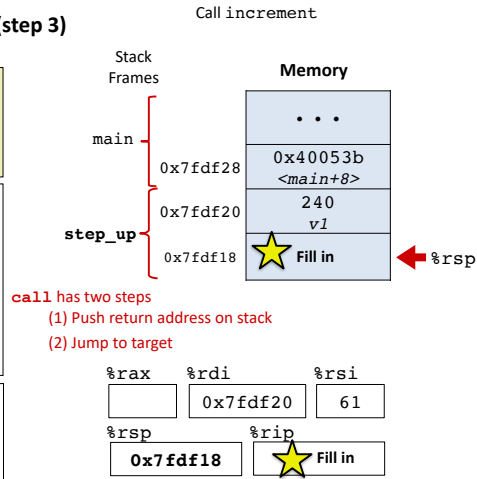 Call increment
(step 3)
Stack
Frames
Memory
• • •
main
0x7fdf28
0x40053b
<main+8>
0x7fdf20
240
v1
step_up
0x7fdf18
Fill in
%rsp
call has two steps
(1) Push return address on stack
(2) Jump to target
%rax %rdi %rsi
0x7fdf20 61
%rsp %rip
0x7fdf18 Fill in